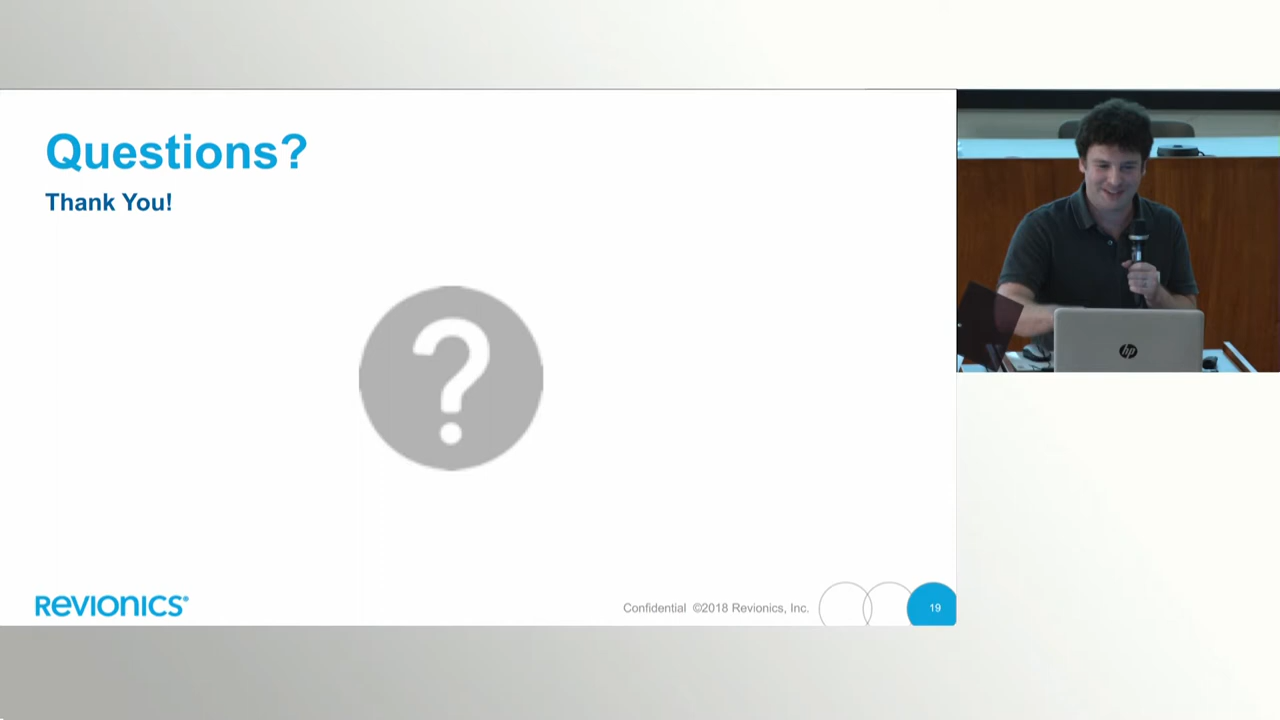 Questions?
Thank You!
?
REVIONICS®
Confidential ©2018 Revionics, Inc.
19
hp